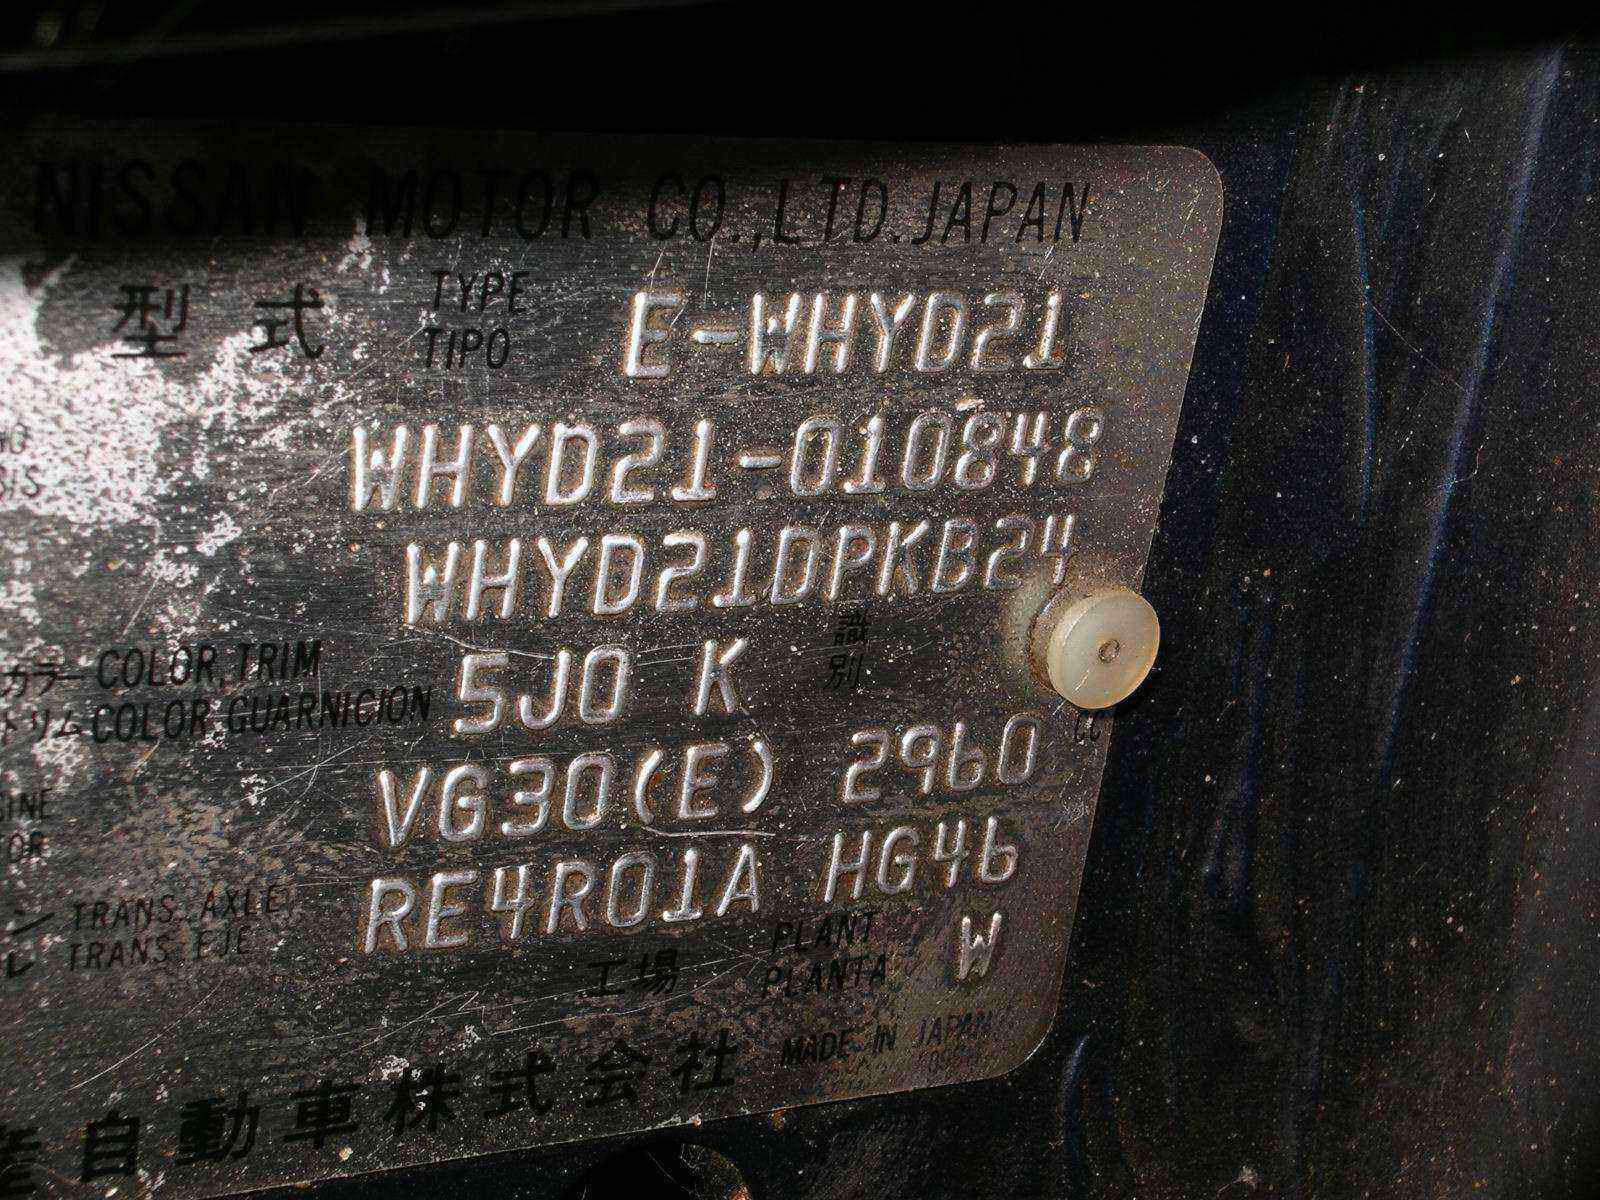 NISSAN MOTOR CO.,LTD.JAPAN
型式 TYPE TIPO E-WHYD21
WHYD21-010848
WHYD21DPKB24
カラー COLOR,TRIM
トリム COLOR,GUARNICION
5J0 K 識別
VG30(E) 2960 CC
RE4R01A HG46
TRANS. AXLE
TRANS. EJE
工場 PLANT PLANTA W
自動車株式会社 MADE IN JAPAN